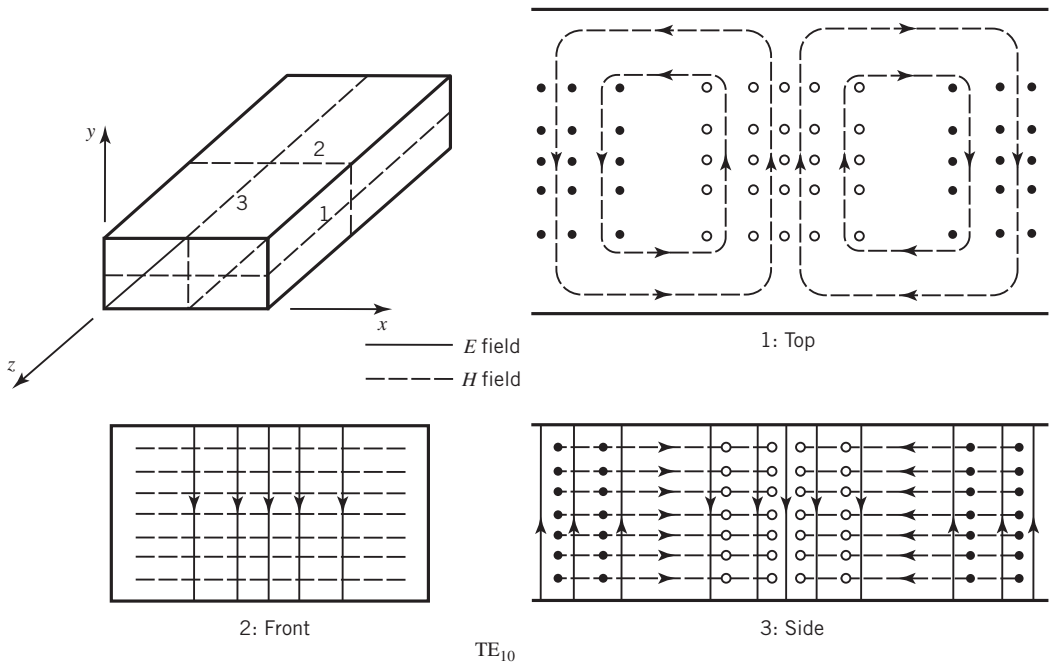 y
2
3
1
x
z
E field
H field
1: Top
2: Front
3: Side
TE₁₀